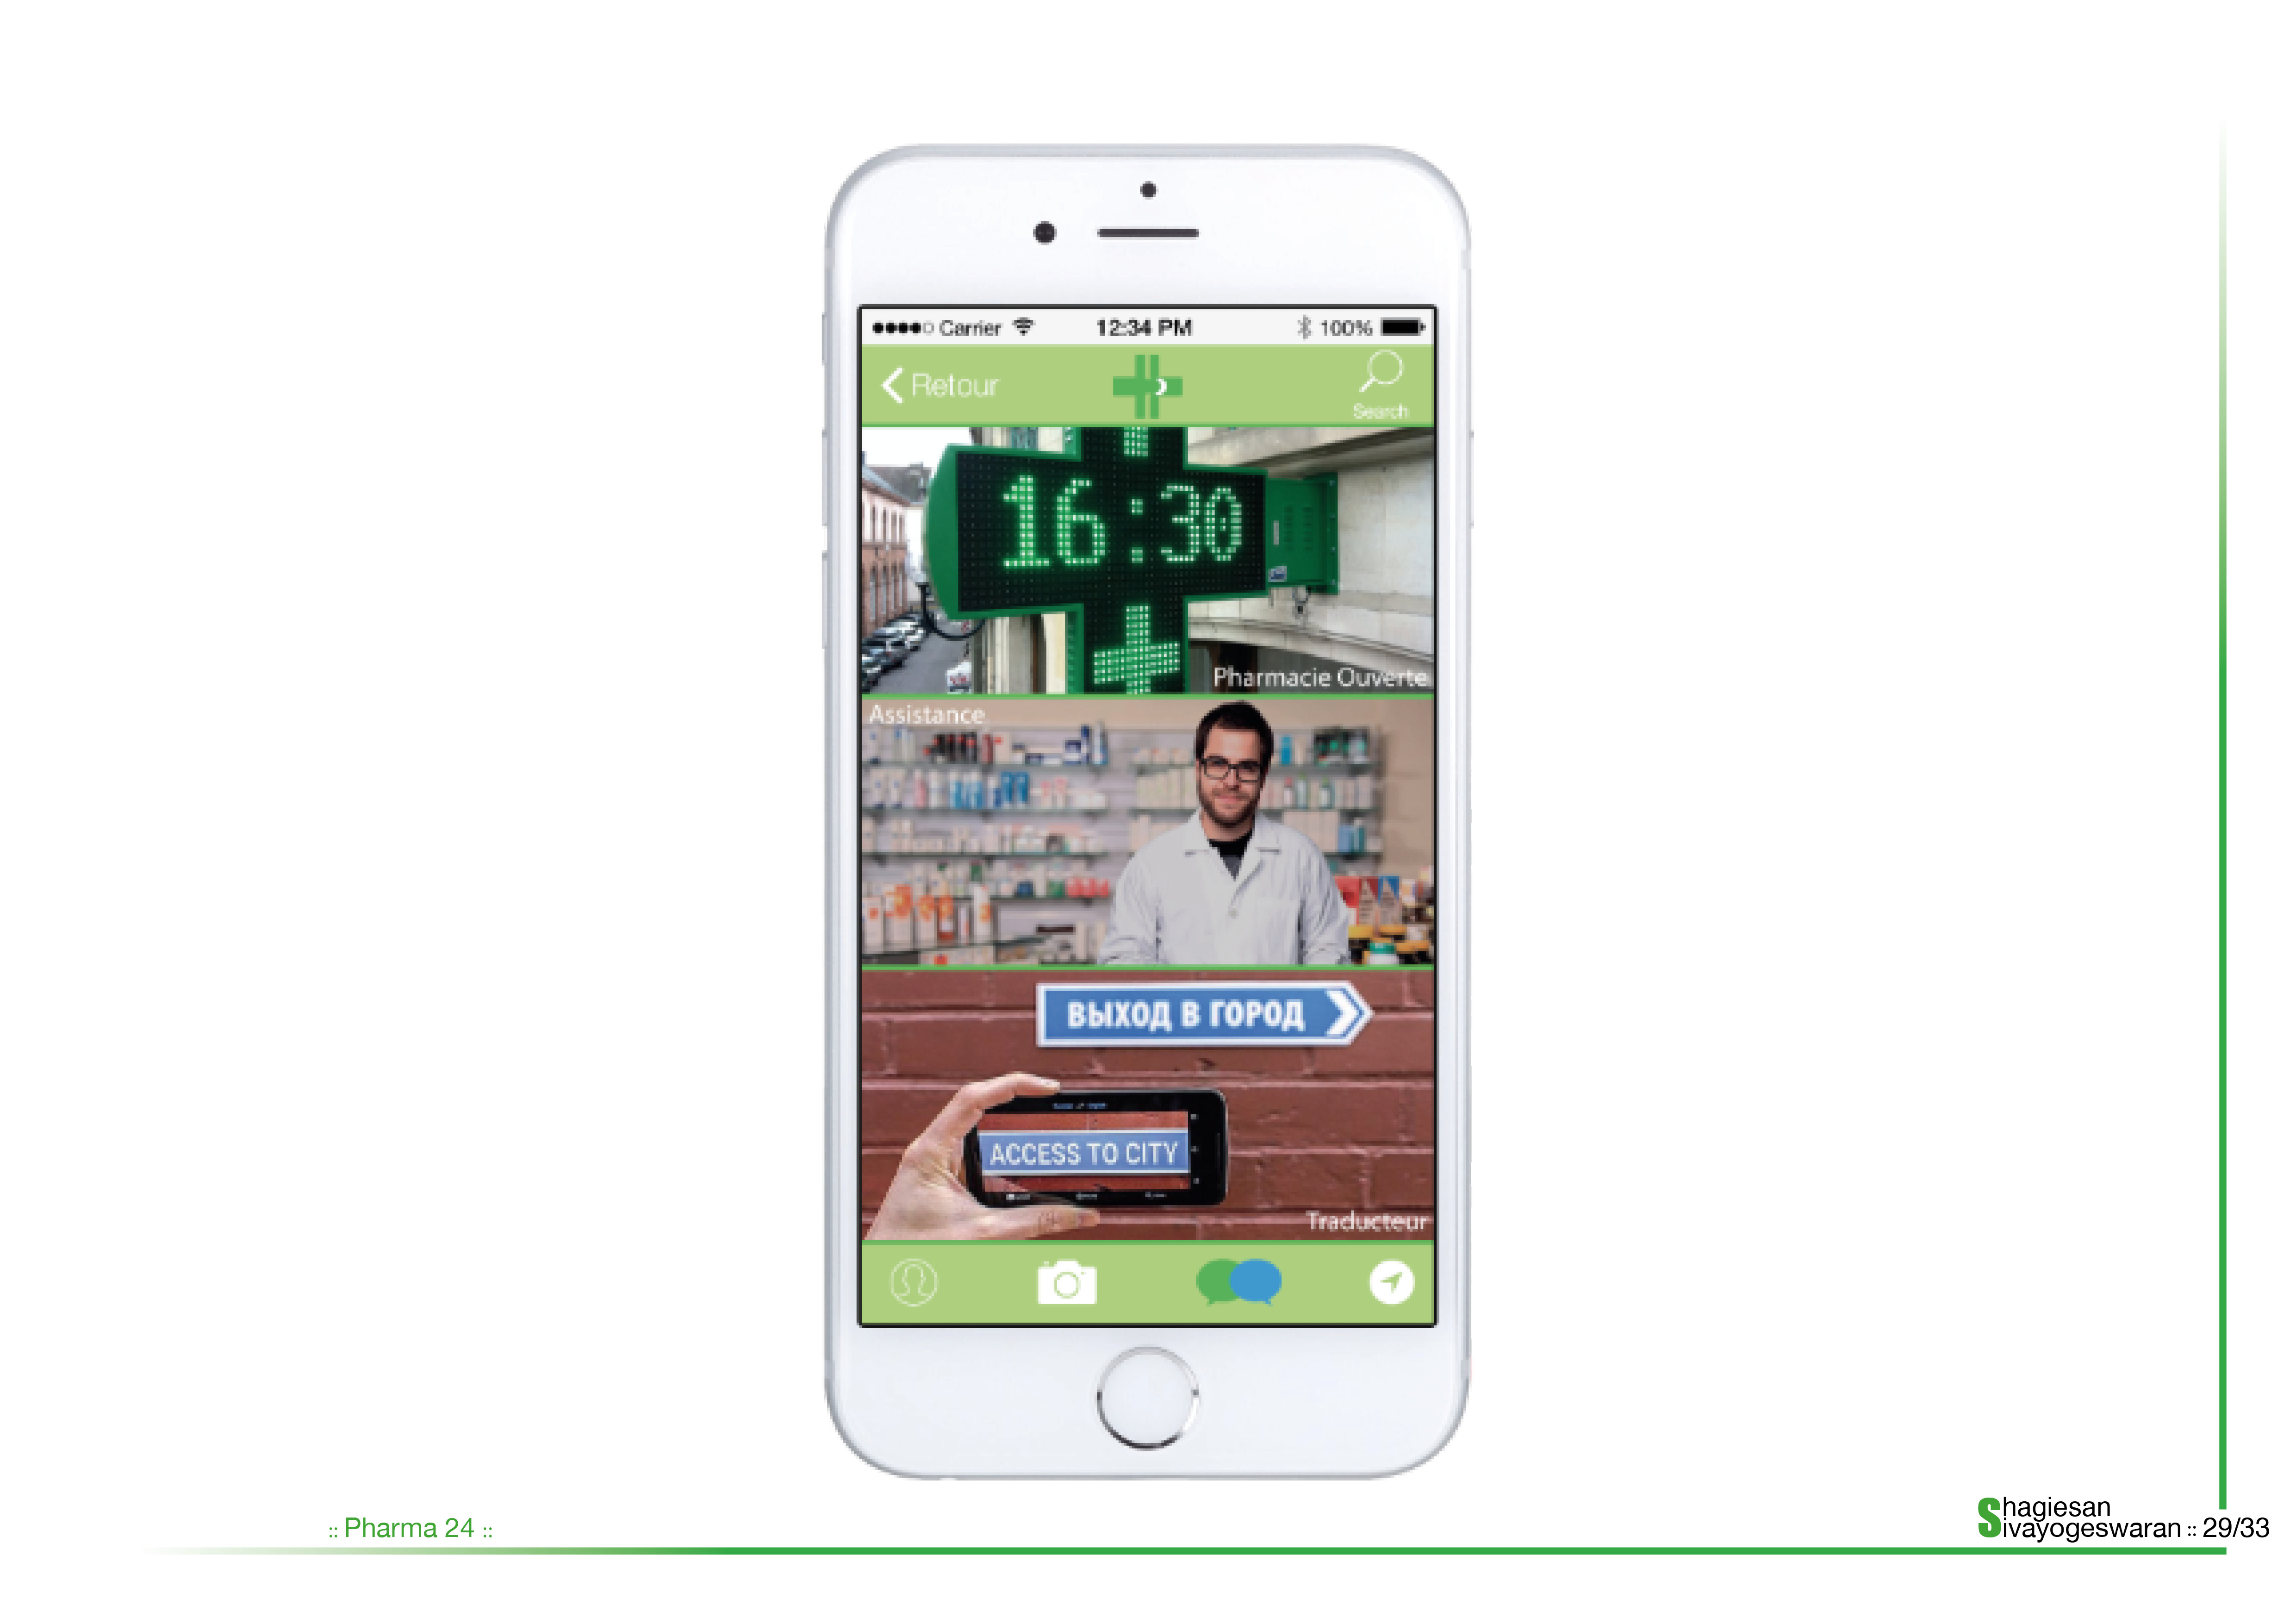 Carrier 12:34 PM 100%
Retour
Search
16:30
Pharmacie Ouverte
Assistance
ВЫХОД В ГОРОД
ACCESS TO CITY
Traducteur
:: Pharma 24 ::
Shagiesan
Sivayogeswaran :: 29/33